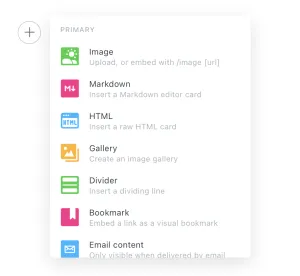 PRIMARY
Image
Upload, or embed with /image [url]
Markdown
Insert a Markdown editor card
HTML
Insert a raw HTML card
Gallery
Create an image gallery
Divider
Insert a dividing line
Bookmark
Embed a link as a visual bookmark
Email content
Only visible when delivered by email